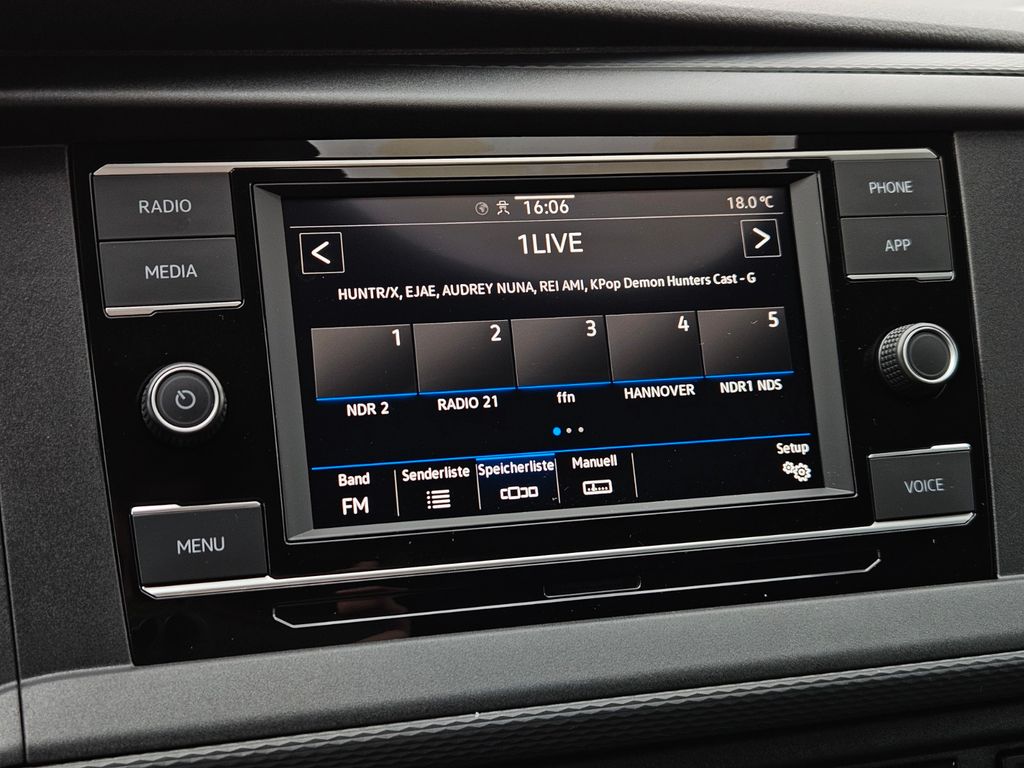 RADIO
MEDIA
MENU
16:06
18.0 °C
1LIVE
HUNTR/X, EJAE, AUDREY NUNA, REI AMI, KPop Demon Hunters Cast - G
1
2
3
4
5
NDR 2
RADIO 21
ffn
HANNOVER
NDR1 NDS
Band
FM
Senderliste
Speicherliste
Manuell
Setup
PHONE
APP
VOICE